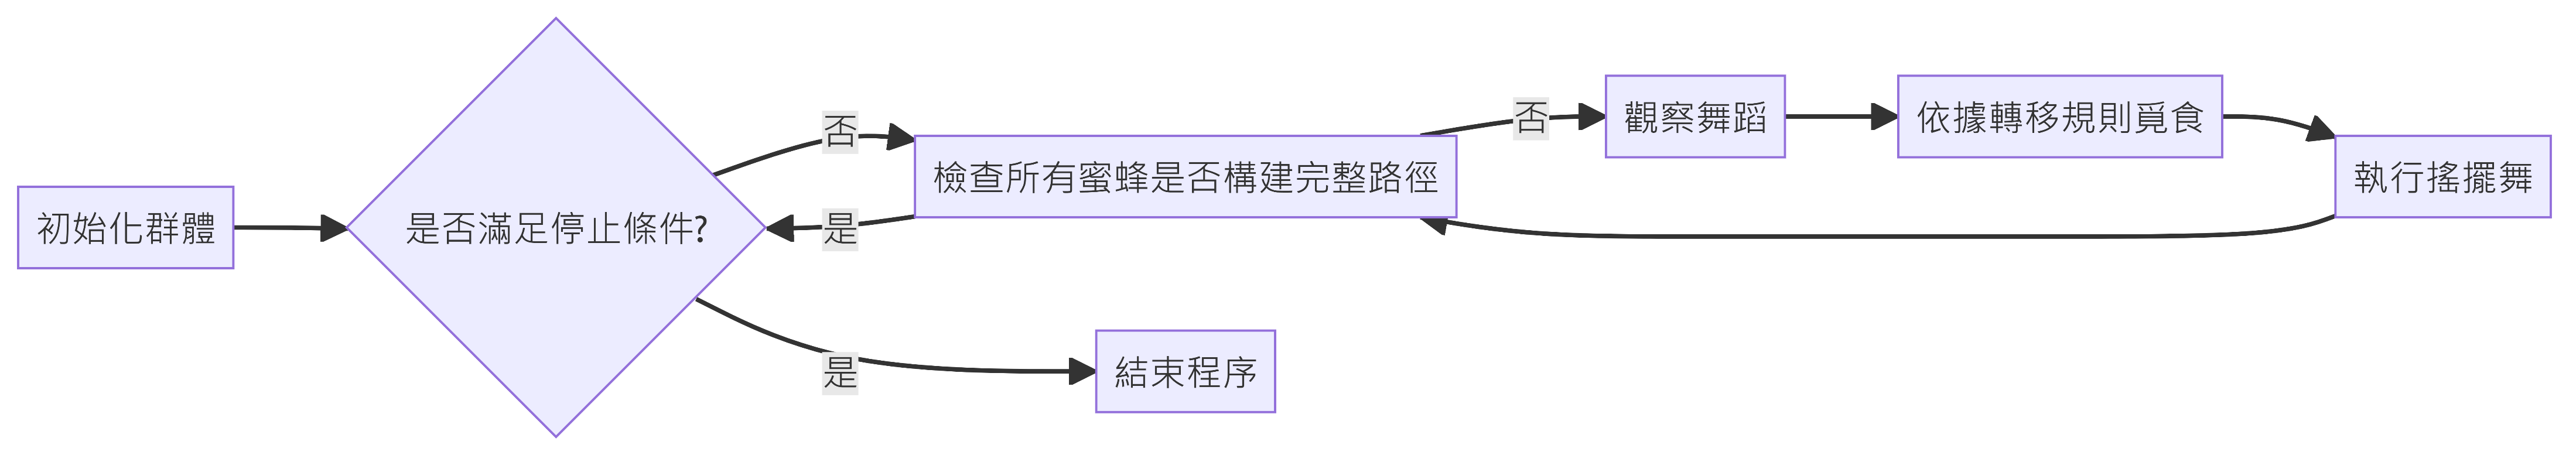 初始化群體
是否滿足停止條件?
否
是
是
檢查所有蜜蜂是否構建完整路徑
結束程序
否
觀察舞蹈
依據轉移規則覓食
執行搖擺舞